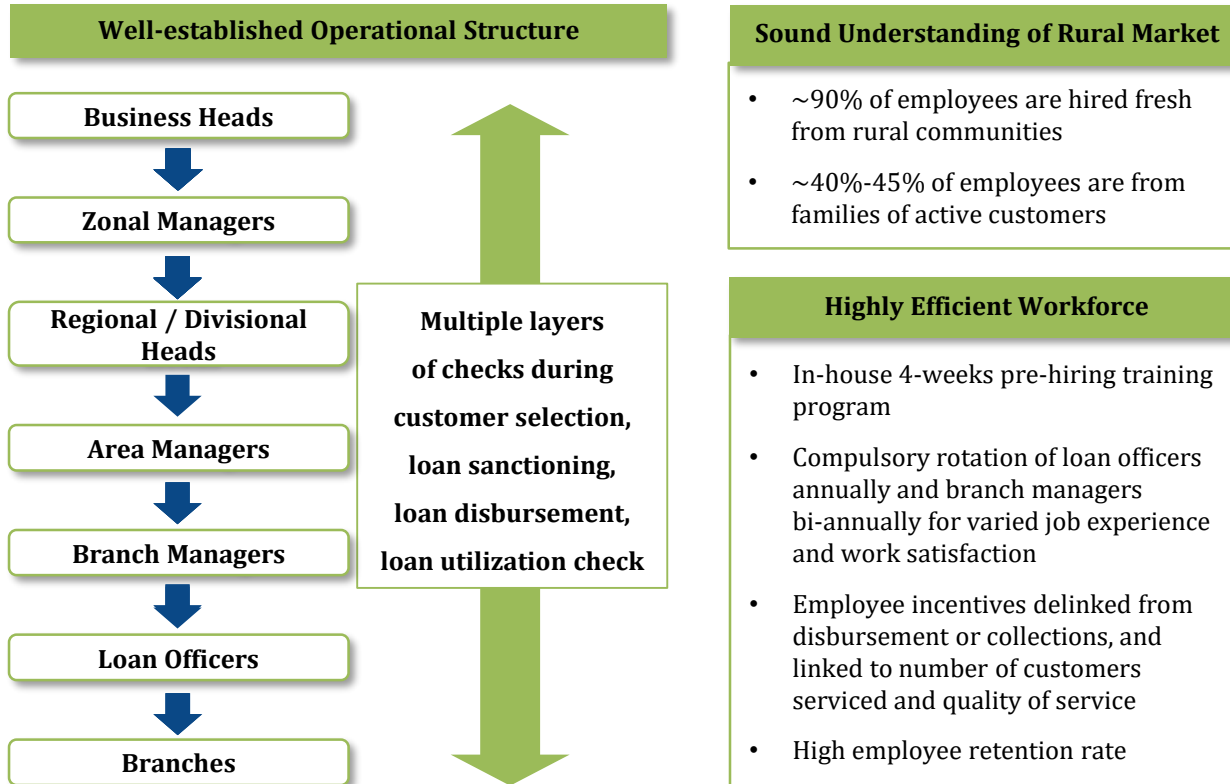 Well-established Operational Structure
Business Heads
Zonal Managers
Regional / Divisional
Heads
Area Managers
Branch Managers
Loan Officers
Branches
Multiple layers
of checks during
customer selection,
loan sanctioning,
loan disbursement,
loan utilization check
Sound Understanding of Rural Market
• ~90% of employees are hired fresh
from rural communities
• ~40%-45% of employees are from
families of active customers
Highly Efficient Workforce
• In-house 4-weeks pre-hiring training
program
• Compulsory rotation of loan officers
annually and branch managers
bi-annually for varied job experience
and work satisfaction
• Employee incentives delinked from
disbursement or collections, and
linked to number of customers
serviced and quality of service
• High employee retention rate